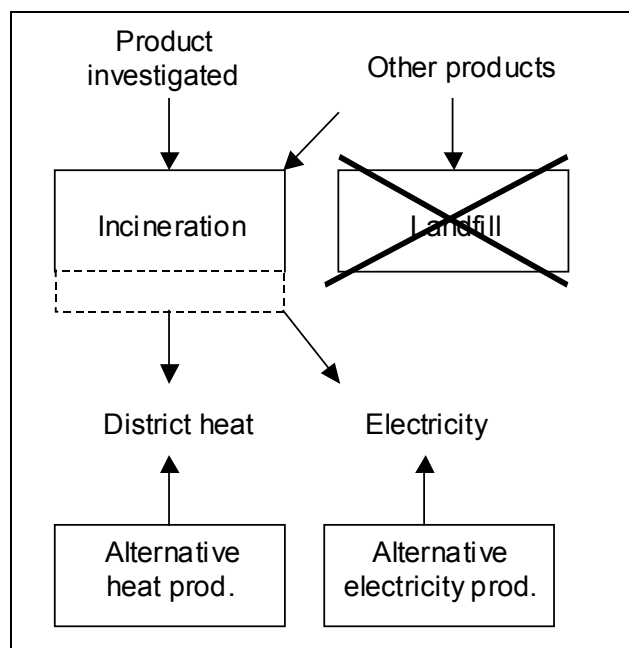 Product
investigated
Other products
Incineration
Landfill
District heat
Electricity
Alternative
heat prod.
Alternative
electricity prod.